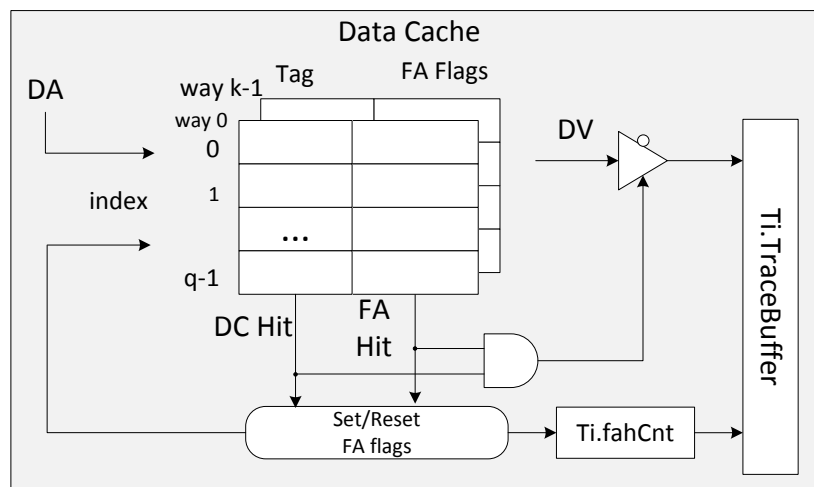 Data Cache
Tag
FA Flags
way k-1
DA
way 0
0
DV
1
index
...
q-1
DC Hit
FA
Hit
Ti.TraceBuffer
Set/Reset
FA flags
Ti.fahCnt